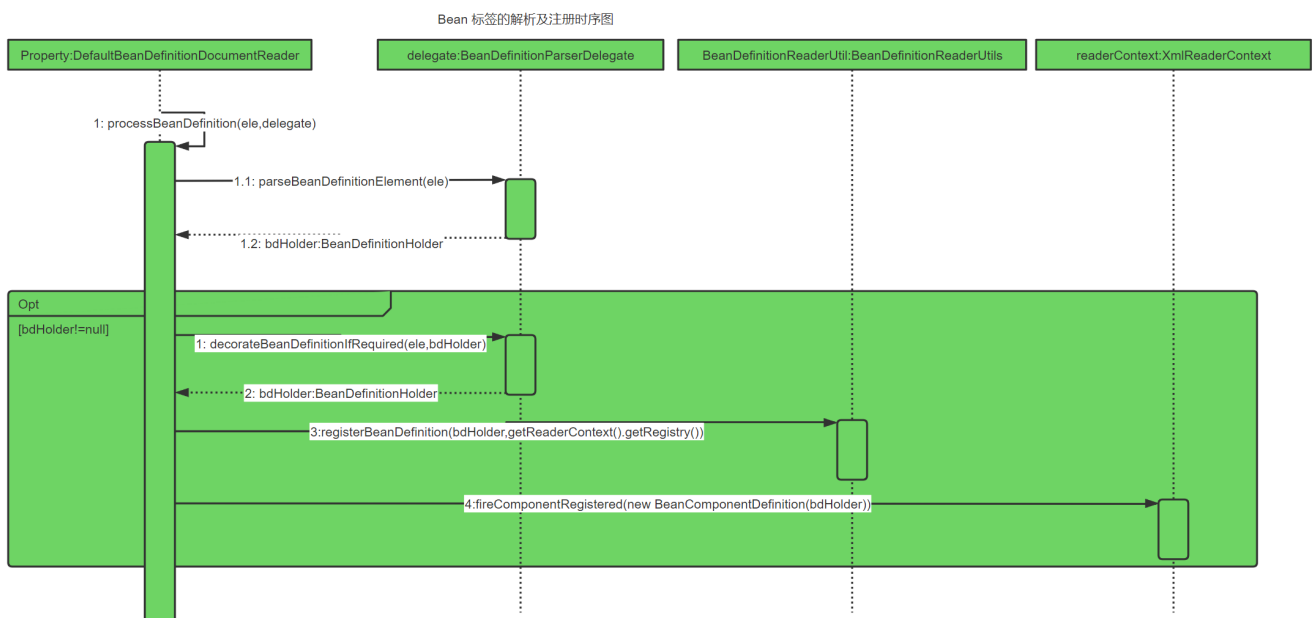 Bean 标签的解析及注册时序图
Property:DefaultBeanDefinitionDocumentReader
delegate:BeanDefinitionParserDelegate
BeanDefinitionReaderUtil:BeanDefinitionReaderUtils
readerContext:XmlReaderContext
1: processBeanDefinition(ele,delegate)
1.1: parseBeanDefinitionElement(ele)
1.2: bdHolder:BeanDefinitionHolder
Opt
[bdHolder!=null]
1: decorateBeanDefinitionIfRequired(ele,bdHolder)
2: bdHolder:BeanDefinitionHolder
3:registerBeanDefinition(bdHolder,getReaderContext().getRegistry())
4:fireComponentRegistered(new BeanComponentDefinition(bdHolder))